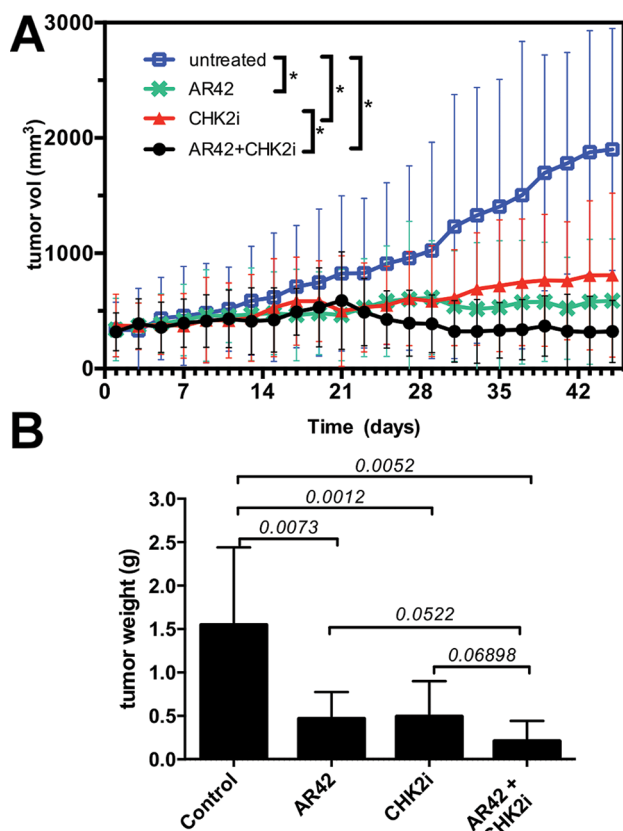 A
3000
2000
1000
0
tumor vol (mm³)
untreated
AR42
CHK2i
AR42+CHK2i
*
*
*
*
0 7 14 21 28 35 42
Time (days)
B
0.0052
0.0012
0.0073
0.0522
0.06898
3.0
2.5
2.0
1.5
1.0
0.5
0.0
tumor weight (g)
Control
AR42
CHK2i
AR42 +
CHK2i